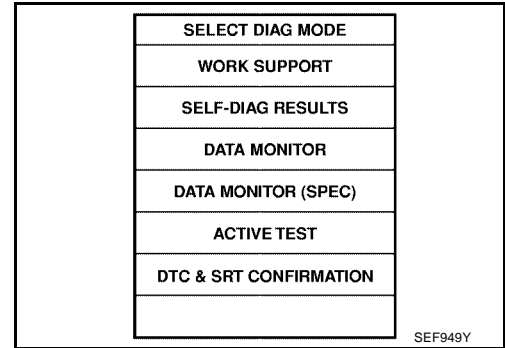 SELECT DIAG MODE
WORK SUPPORT
SELF-DIAG RESULTS
DATA MONITOR
DATA MONITOR (SPEC)
ACTIVE TEST
DTC & SRT CONFIRMATION
SEF949Y